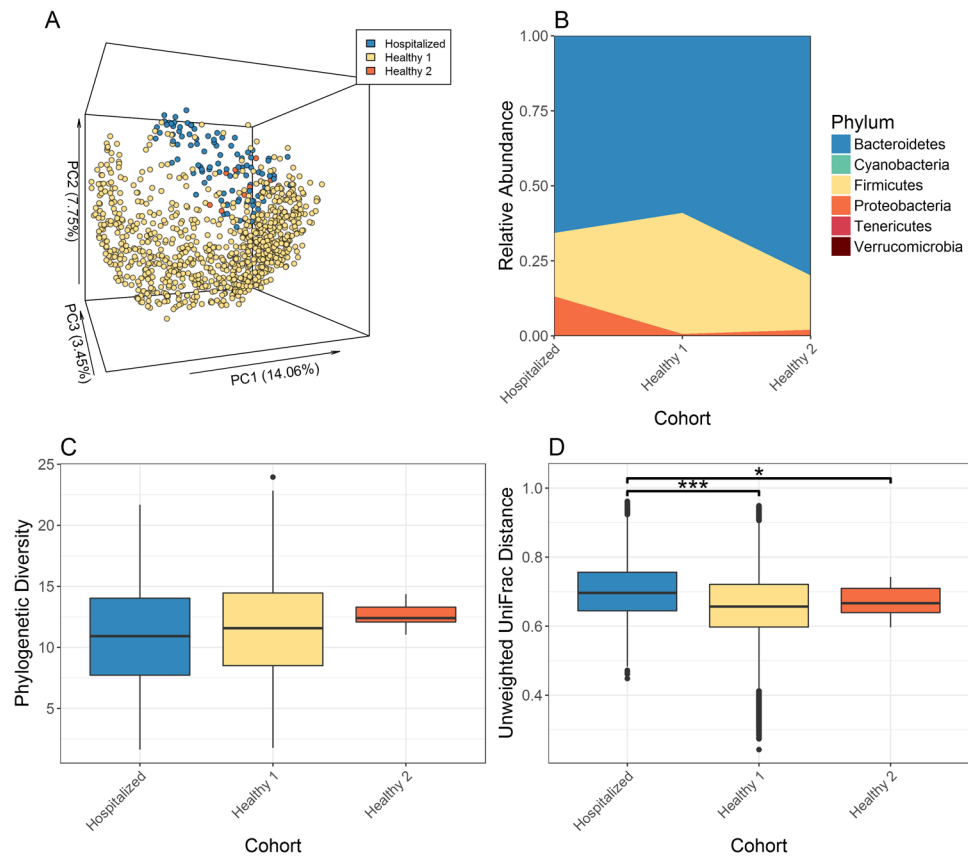 A
Hospitalized
Healthy 1
Healthy 2
PC2 (7.75%)
PC3 (3.45%)
PC1 (14.06%)
B
1.00
0.75
0.50
0.25
0.00
Relative Abundance
Hospitalized
Healthy 1
Healthy 2
Cohort
Phylum
Bacteroidetes
Cyanobacteria
Firmicutes
Proteobacteria
Tenericutes
Verrucomicrobia
C
25
20
15
10
5
Phylogenetic Diversity
Hospitalized
Healthy 1
Healthy 2
Cohort
D
*
***
1.0
0.8
0.6
0.4
Unweighted UniFrac Distance
Hospitalized
Healthy 1
Healthy 2
Cohort